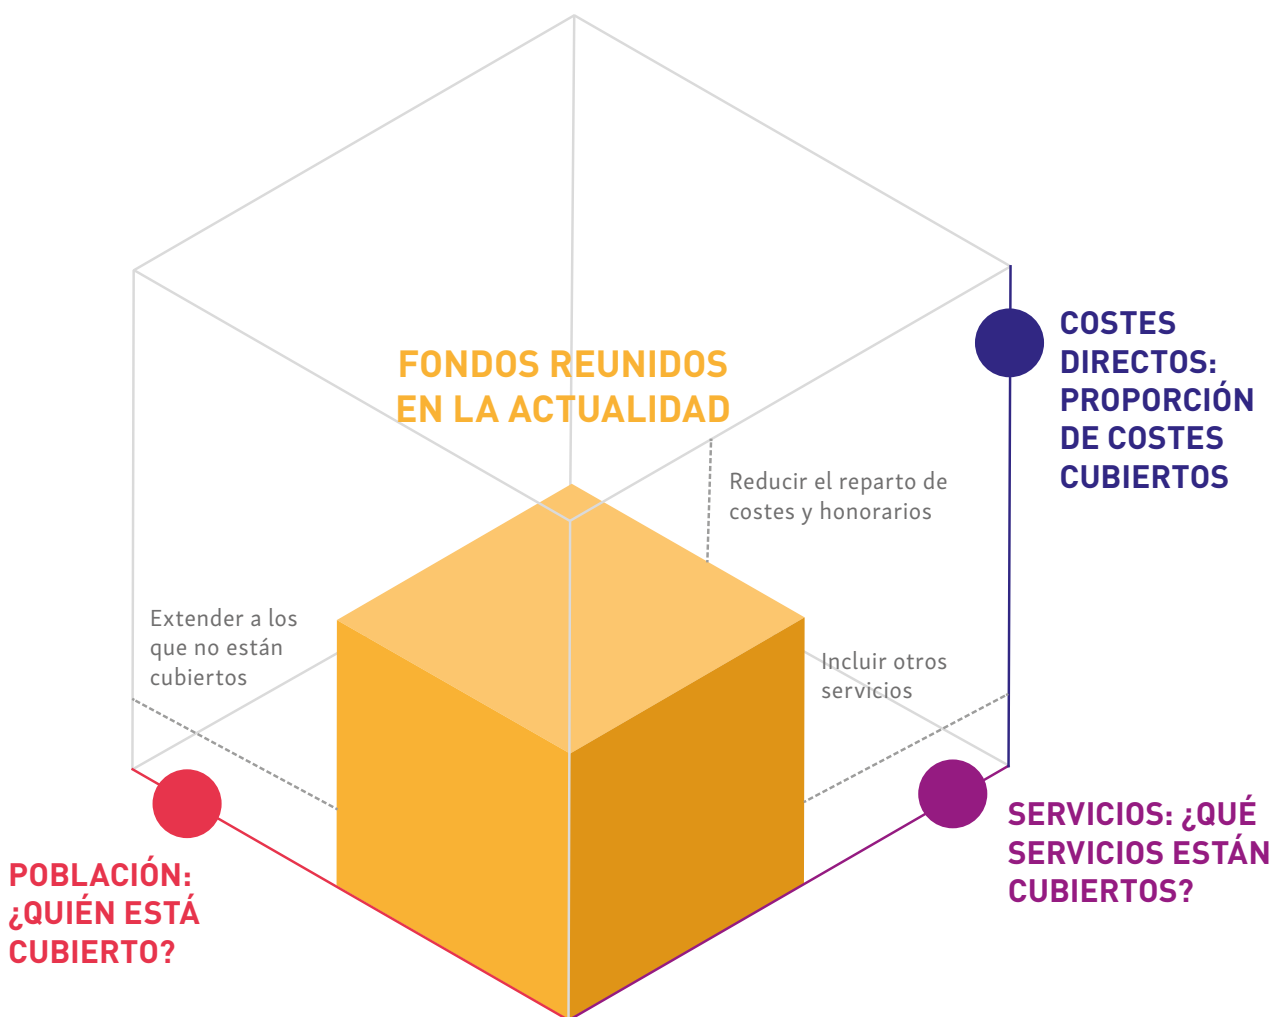 FONDOS REUNIDOS
EN LA ACTUALIDAD
COSTES
DIRECTOS:
PROPORCIÓN
DE COSTES
CUBIERTOS
Reducir el reparto de
costes y honorarios
Extender a los
que no están
cubiertos
Incluir otros
servicios
SERVICIOS: ¿QUÉ
SERVICIOS ESTÁN
CUBIERTOS?
POBLACIÓN:
¿QUIÉN ESTÁ
CUBIERTO?